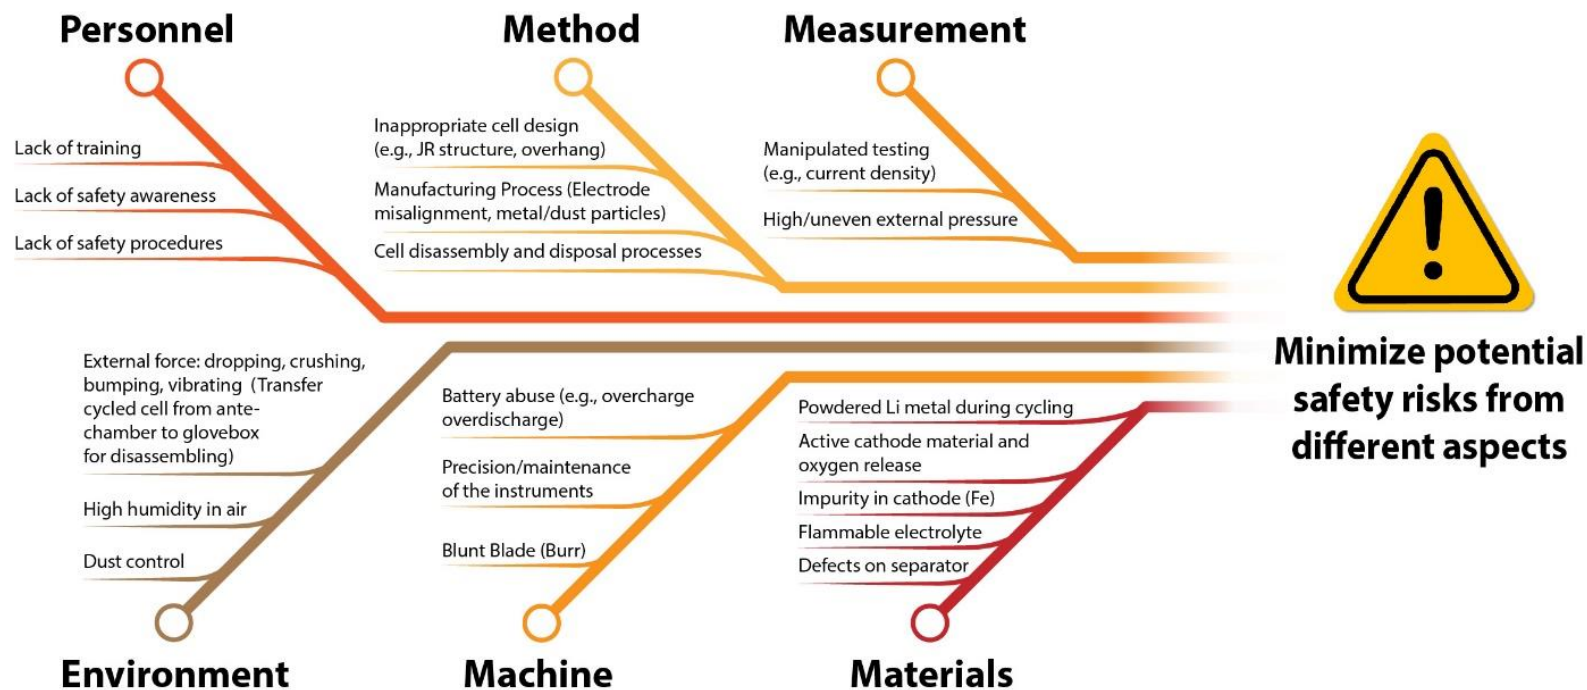 Personnel
Method
Measurement
Lack of training
Lack of safety awareness
Lack of safety procedures
Inappropriate cell design
(e.g., JR structure, overhang)
Manufacturing Process (Electrode
misalignment, metal/dust particles)
Cell disassembly and disposal processes
Manipulated testing
(e.g., current density)
High/uneven external pressure
External force: dropping, crushing,
bumping, vibrating (Transfer
cycled cell from ante-
chamber to glovebox
for disassembling)
High humidity in air
Dust control
Battery abuse (e.g., overcharge
overdischarge)
Precision/maintenance
of the instruments
Blunt Blade (Burr)
Powdered Li metal during cycling
Active cathode material and
oxygen release
Impurity in cathode (Fe)
Flammable electrolyte
Defects on separator
Environment
Machine
Materials
!
Minimize potential
safety risks from
different aspects